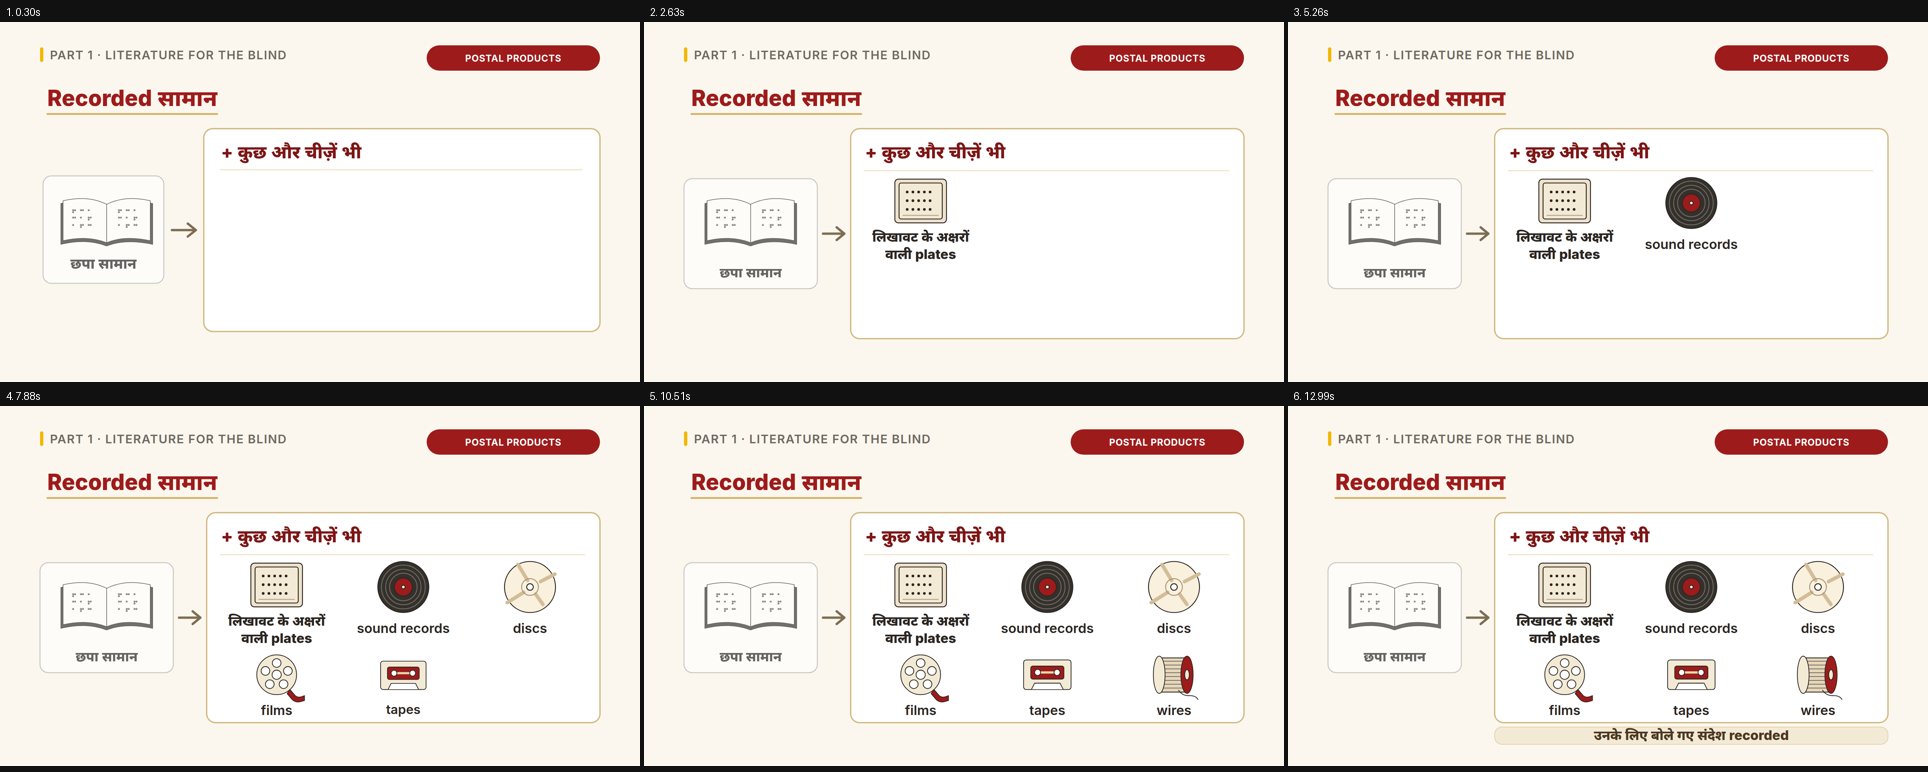 1. 0.30s
PART 1 · LITERATURE FOR THE BLIND
POSTAL PRODUCTS
Recorded सामान
+ कुछ और चीज़ें भी
छपा सामान
2. 2.63s
PART 1 · LITERATURE FOR THE BLIND
POSTAL PRODUCTS
Recorded सामान
+ कुछ और चीज़ें भी
लिखावट के अक्षरों
वाली plates
छपा सामान
3. 5.26s
PART 1 · LITERATURE FOR THE BLIND
POSTAL PRODUCTS
Recorded सामान
+ कुछ और चीज़ें भी
लिखावट के अक्षरों
वाली plates
sound records
छपा सामान
4. 7.88s
PART 1 · LITERATURE FOR THE BLIND
POSTAL PRODUCTS
Recorded सामान
+ कुछ और चीज़ें भी
लिखावट के अक्षरों
वाली plates
sound records
discs
छपा सामान
films
tapes
5. 10.51s
PART 1 · LITERATURE FOR THE BLIND
POSTAL PRODUCTS
Recorded सामान
+ कुछ और चीज़ें भी
लिखावट के अक्षरों
वाली plates
sound records
discs
छपा सामान
films
tapes
wires
6. 12.99s
PART 1 · LITERATURE FOR THE BLIND
POSTAL PRODUCTS
Recorded सामान
+ कुछ और चीज़ें भी
लिखावट के अक्षरों
वाली plates
sound records
discs
छपा सामान
films
tapes
wires
उनके लिए बोले गए संदेश recorded